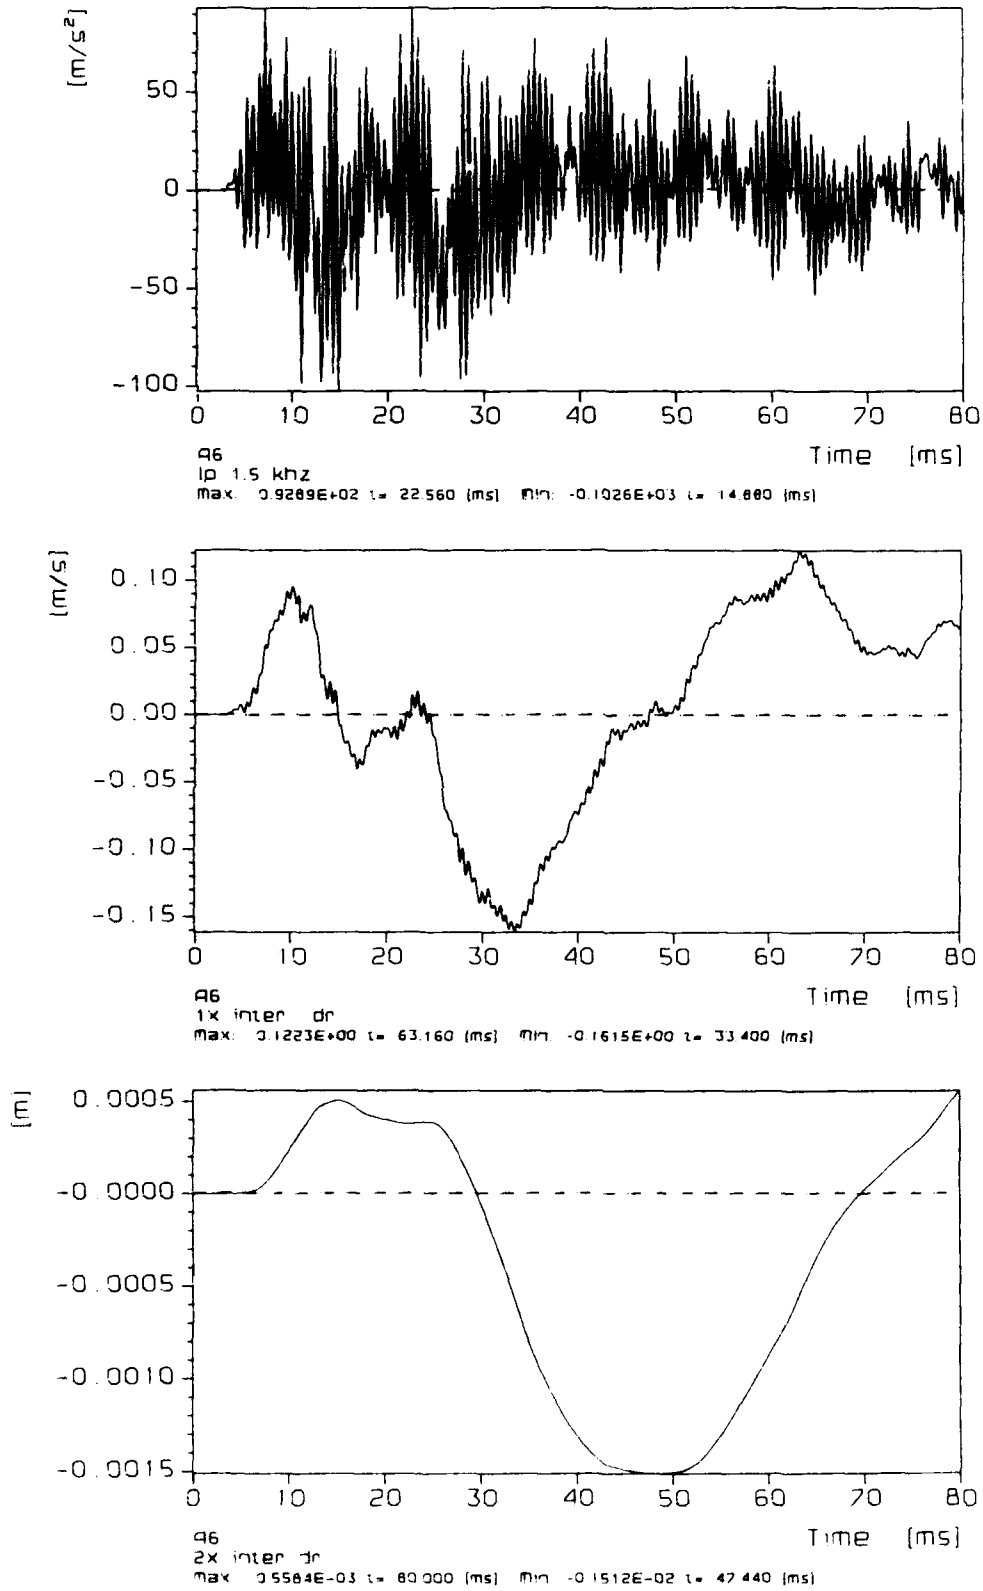 [m/s²]
50
0
-50
-100
0 10 20 30 40 50 60 70 80
Time [ms]
A6
lp 1.5 khz
max: 0.9289E+02 t= 22.560 [ms] min: -0.1026E+03 t= 14.880 [ms]
[m/s]
0.10
0.05
0.00
-0.05
-0.10
-0.15
0 10 20 30 40 50 60 70 80
Time [ms]
A6
1x inter dr
max: 0.1223E+00 t= 63.160 [ms] min: -0.1615E+00 t= 33.400 [ms]
[m]
0.0005
-0.0000
-0.0005
-0.0010
-0.0015
0 10 20 30 40 50 60 70 80
Time [ms]
A6
2x inter dr
max 0.5584E-03 t= 80.000 [ms] min -0.1512E-02 t= 47.440 [ms]